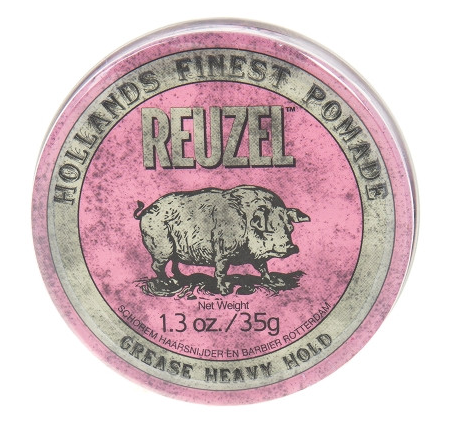 HOLLANDS FINEST POMADE
REUZEL™
Net Weight
1.3 oz./35g
SCHOREM HAARSNIJDER EN BARBIER ROTTERDAM
GREASE HEAVY HOLD